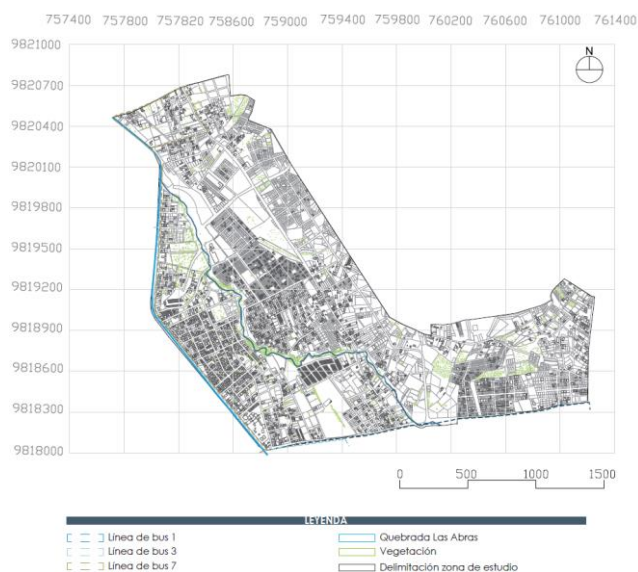 757400 757800 758200 758600 759000 759400 759800 760200 760600 761000 761400
9821000
N
9820700
9820400
9820100
9819800
9819500
9819200
9818900
9818600
9818300
9818000
0 500 1000 1500
LEYENDA
Línea de bus 1 Quebrada Las Abras
Línea de bus 3 Vegetación
Línea de bus 7 Delimitación zona de estudio